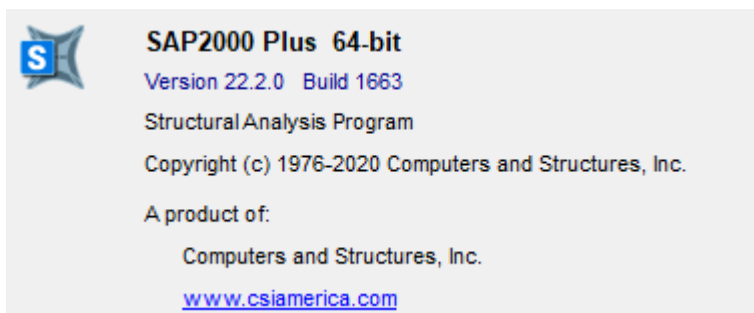 S
SAP2000 Plus 64-bit
Version 22.2.0 Build 1663
Structural Analysis Program
Copyright (c) 1976-2020 Computers and Structures, Inc.
A product of:
Computers and Structures, Inc.
www.csiamerica.com